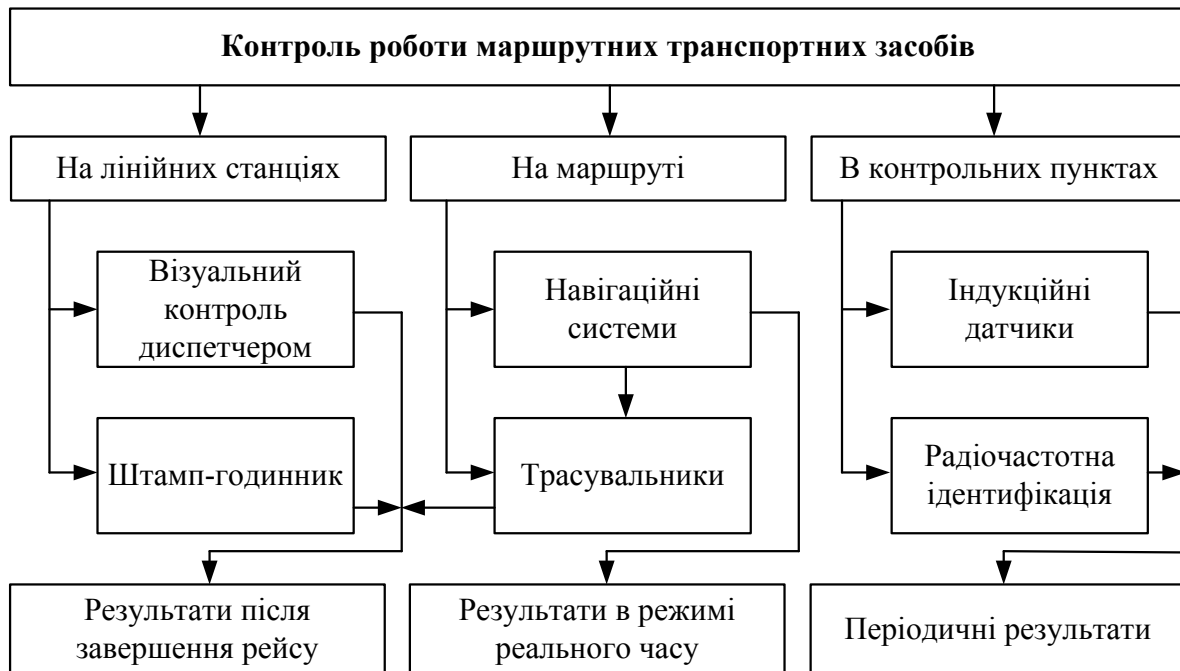 Контроль роботи маршрутних транспортних засобів
На лінійних станціях
На маршруті
В контрольних пунктах
Візуальний
контроль
диспетчером
Навігаційні
системи
Індукційні
датчики
Штамп-годинник
Трасувальники
Радіочастотна
ідентифікація
Результати після
завершення рейсу
Результати в режимі
реального часу
Періодичні результати